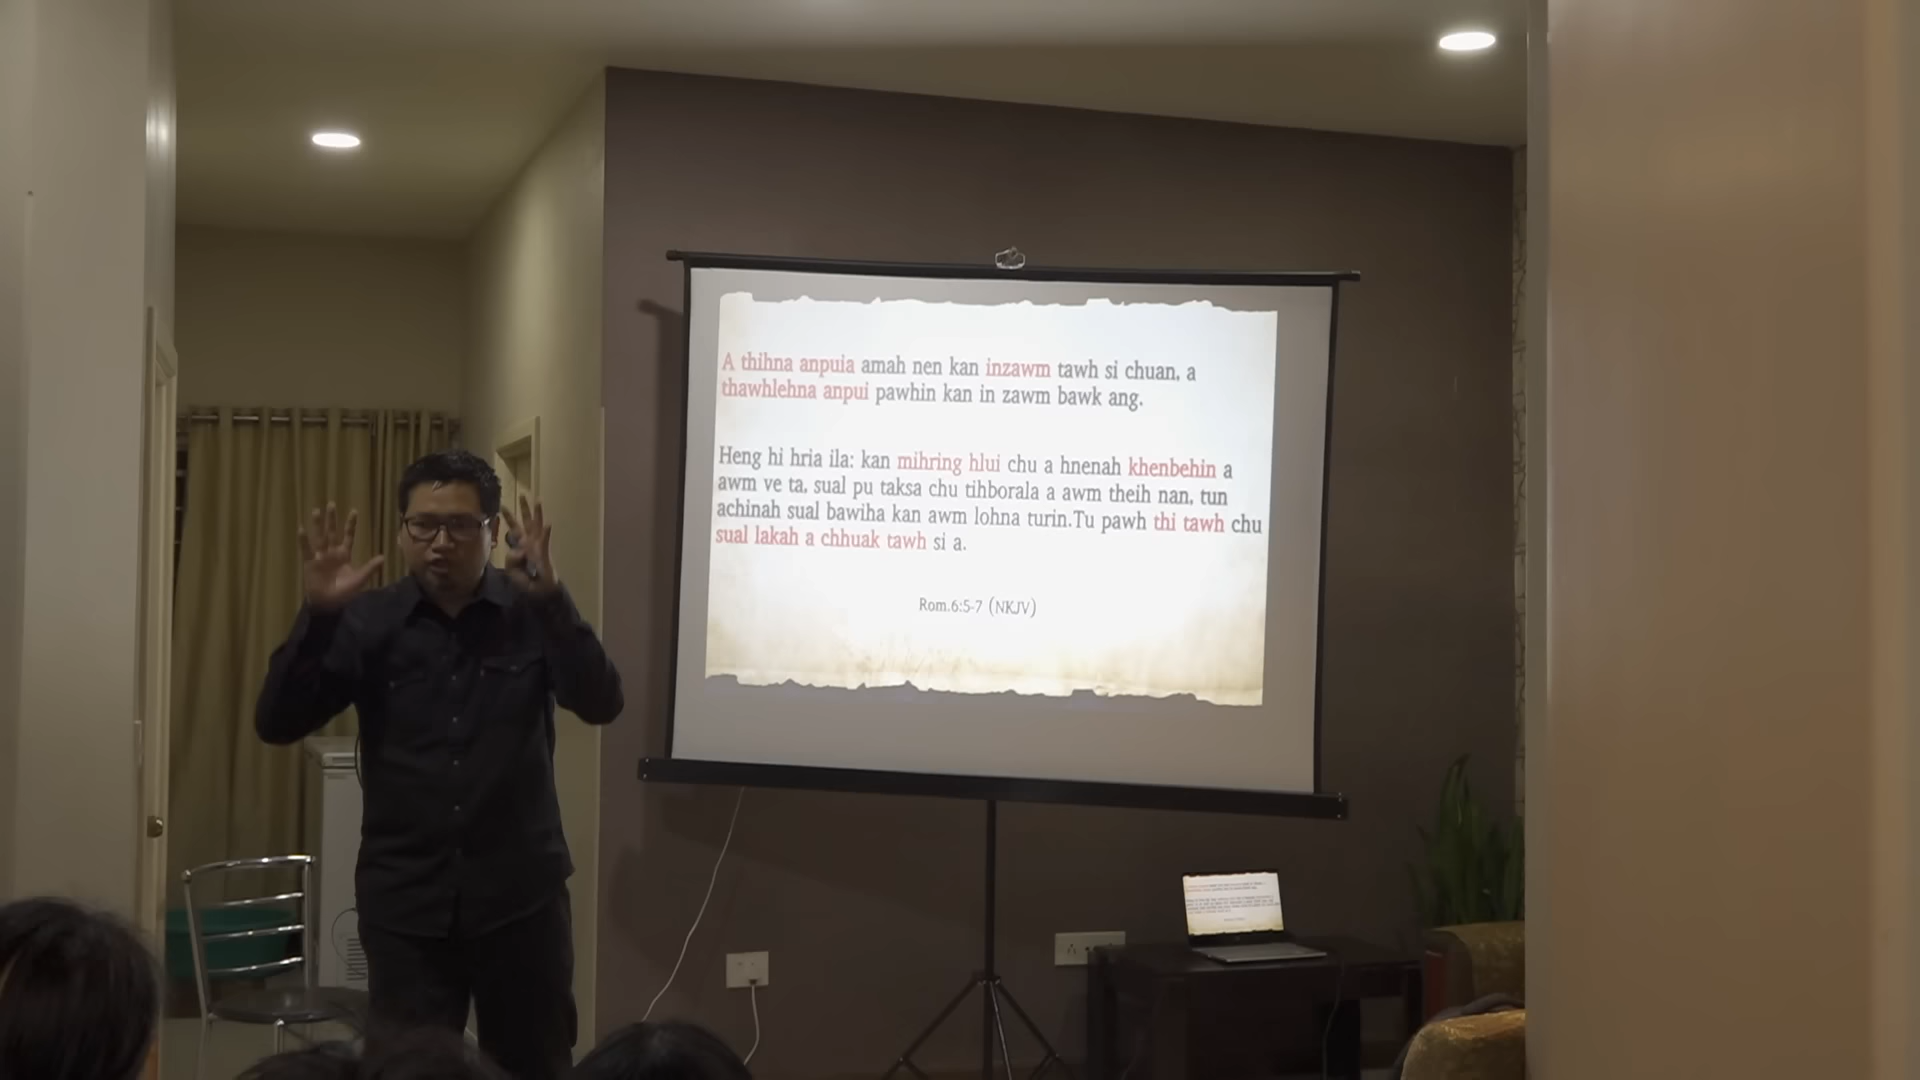 A thihna anpuia amah nen kan inzawm tawh si chuan, a
thawhlehna anpui pawhin kan in zawm bawk ang.
Heng hi hria ila: kan mihring hlui chu a hnenah khenbehin a
awm ve ta, sual pu taksa chu tihborala a awm theih nan, tun
achinah sual bawiha kan awm lohna turin.Tu pawh thi tawh chu
sual lakah a chhuak tawh si a.
Rom.6:5-7 (NKJV)